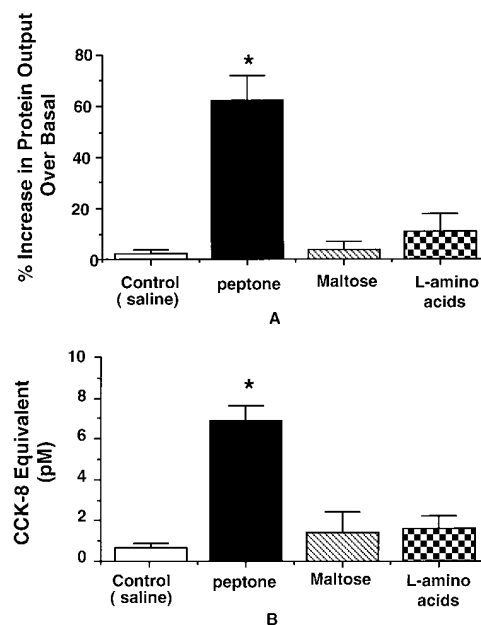 % Increase in Protein Output
Over Basal
80
60
40
20
0
*
Control
( saline)
peptone
Maltose
L-amino
acids
A
CCK-8 Equivalent
(pM)
10
8
6
4
2
0
*
Control
( saline)
peptone
Maltose
L-amino
acids
B